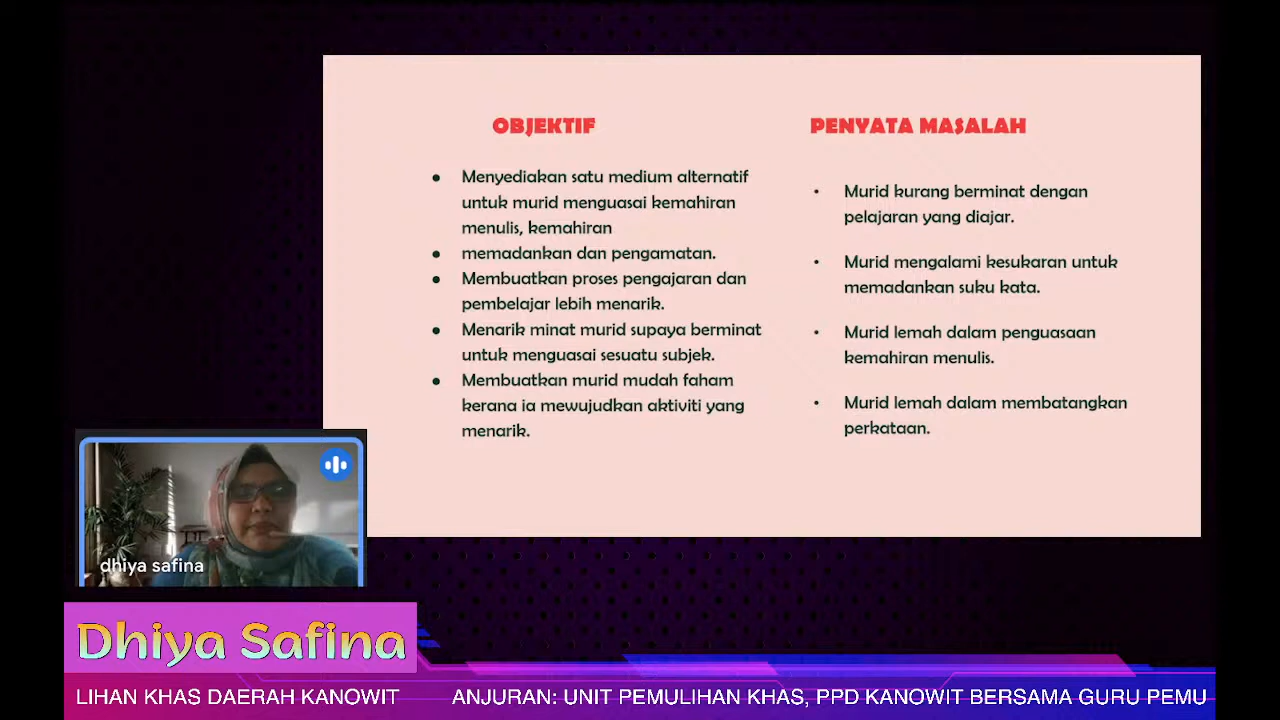 OBJEKTIF
Menyediakan satu medium alternatif
untuk murid menguasai kemahiran
menulis, kemahiran
memadankan dan pengamatan.
Membuatkan proses pengajaran dan
pembelajar lebih menarik.
Menarik minat murid supaya berminat
untuk menguasai sesuatu subjek.
Membuatkan murid mudah faham
kerana ia mewujudkan aktiviti yang
menarik.
PENYATA MASALAH
Murid kurang berminat dengan
pelajaran yang diajar.
Murid mengalami kesukaran untuk
memadankan suku kata.
Murid lemah dalam penguasaan
kemahiran menulis.
Murid lemah dalam membatangkan
perkataan.
dhiya safina
Dhiya Safina
LIHAN KHAS DAERAH KANOWIT ANJURAN: UNIT PEMULIHAN KHAS, PPD KANOWIT BERSAMA GURU PEMU